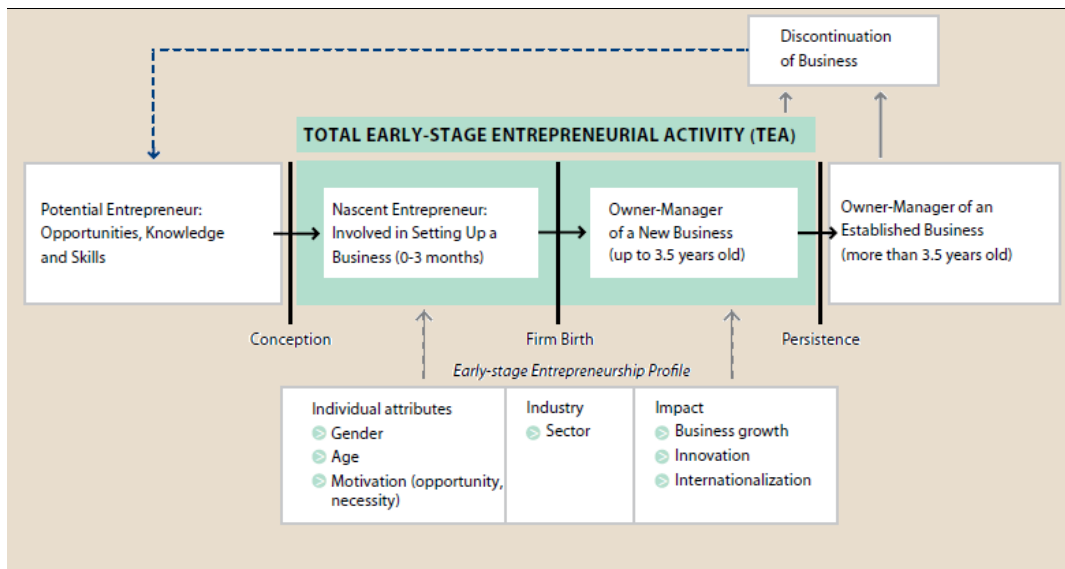 Discontinuation
of Business
TOTAL EARLY-STAGE ENTREPRENEURIAL ACTIVITY (TEA)
Potential Entrepreneur:
Opportunities, Knowledge
and Skills
Nascent Entrepreneur:
Involved in Setting Up a
Business (0-3 months)
Owner-Manager
of a New Business
(up to 3.5 years old)
Owner-Manager of an
Established Business
(more than 3.5 years old)
Conception
Firm Birth
Persistence
Early-stage Entrepreneurship Profile
Individual attributes
Gender
Age
Motivation (opportunity,
necessity)
Industry
Sector
Impact
Business growth
Innovation
Internationalization